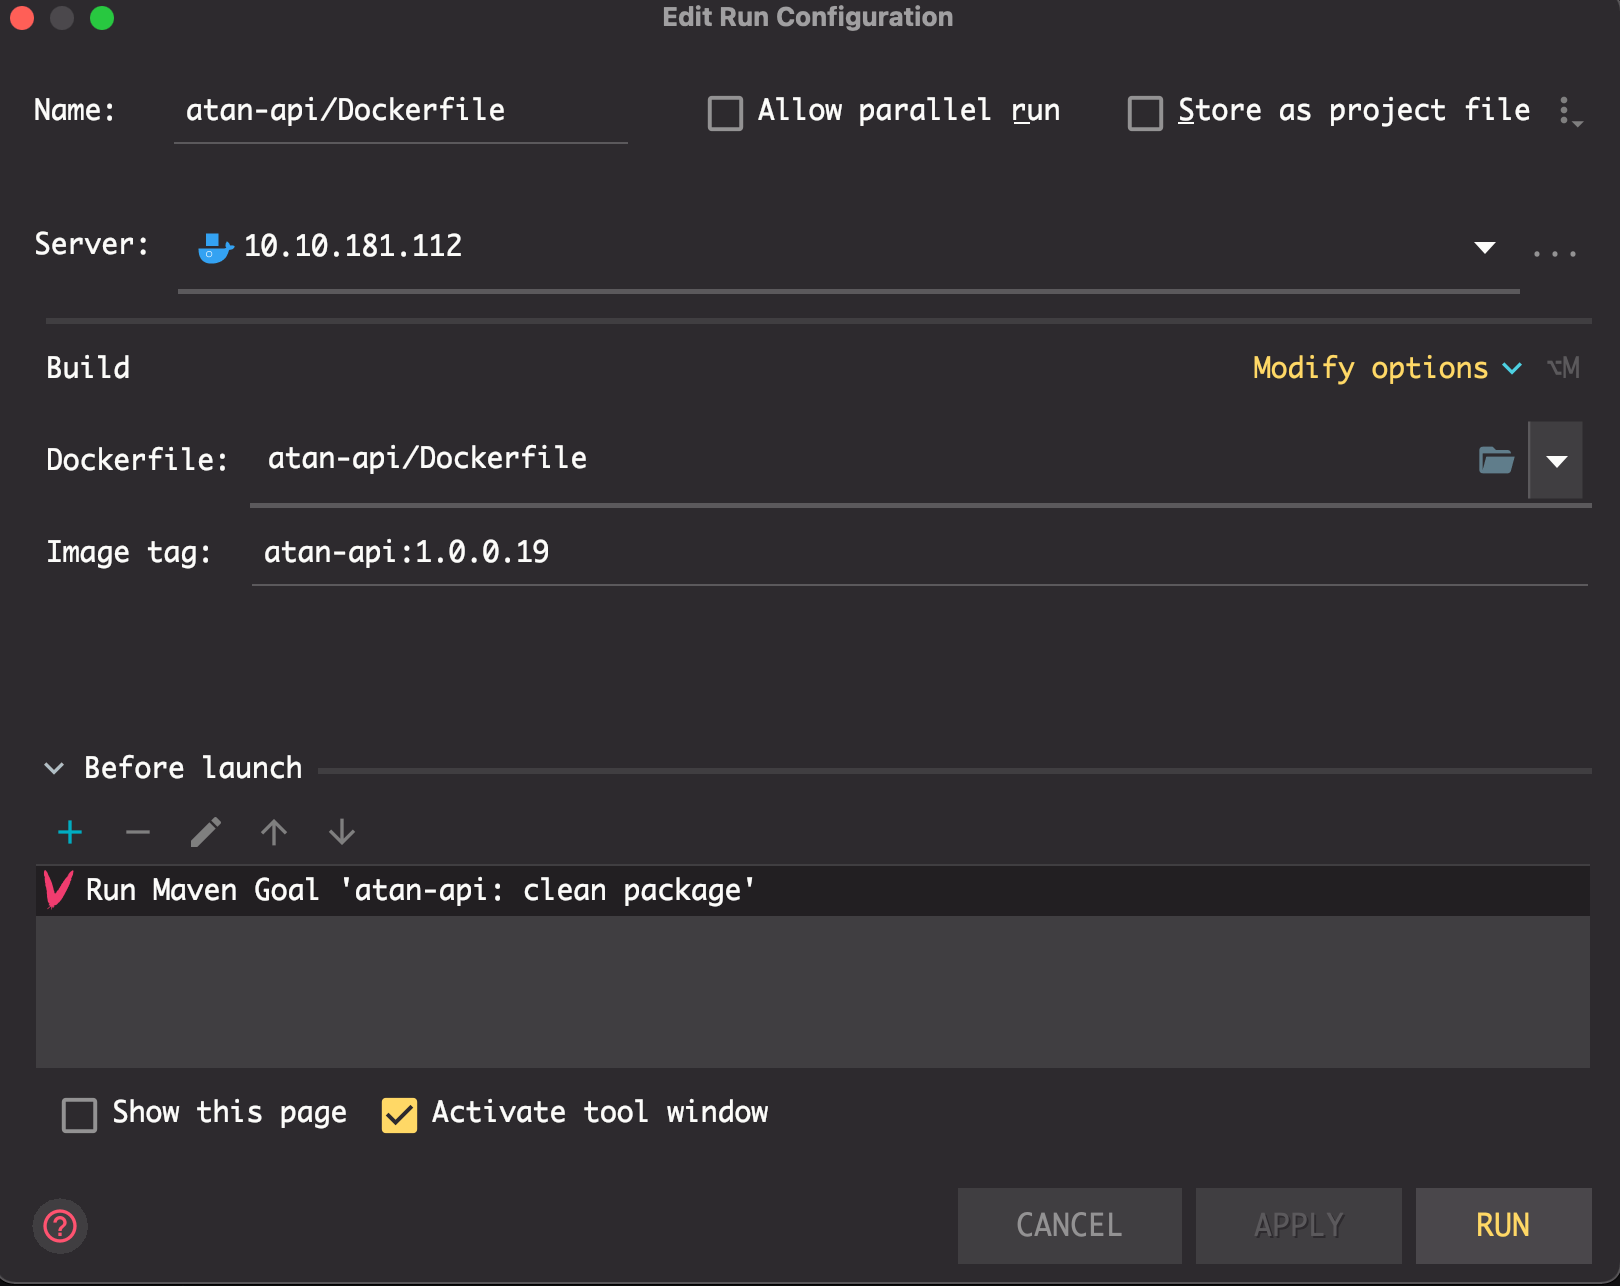 Edit Run Configuration
Name: atan-api/Dockerfile Allow parallel run Store as project file
Server: 10.10.181.112 ...
Build Modify options ⌥M
Dockerfile: atan-api/Dockerfile
Image tag: atan-api:1.0.0.19
Before launch
Run Maven Goal 'atan-api: clean package'
Show this page Activate tool window
? CANCEL APPLY RUN